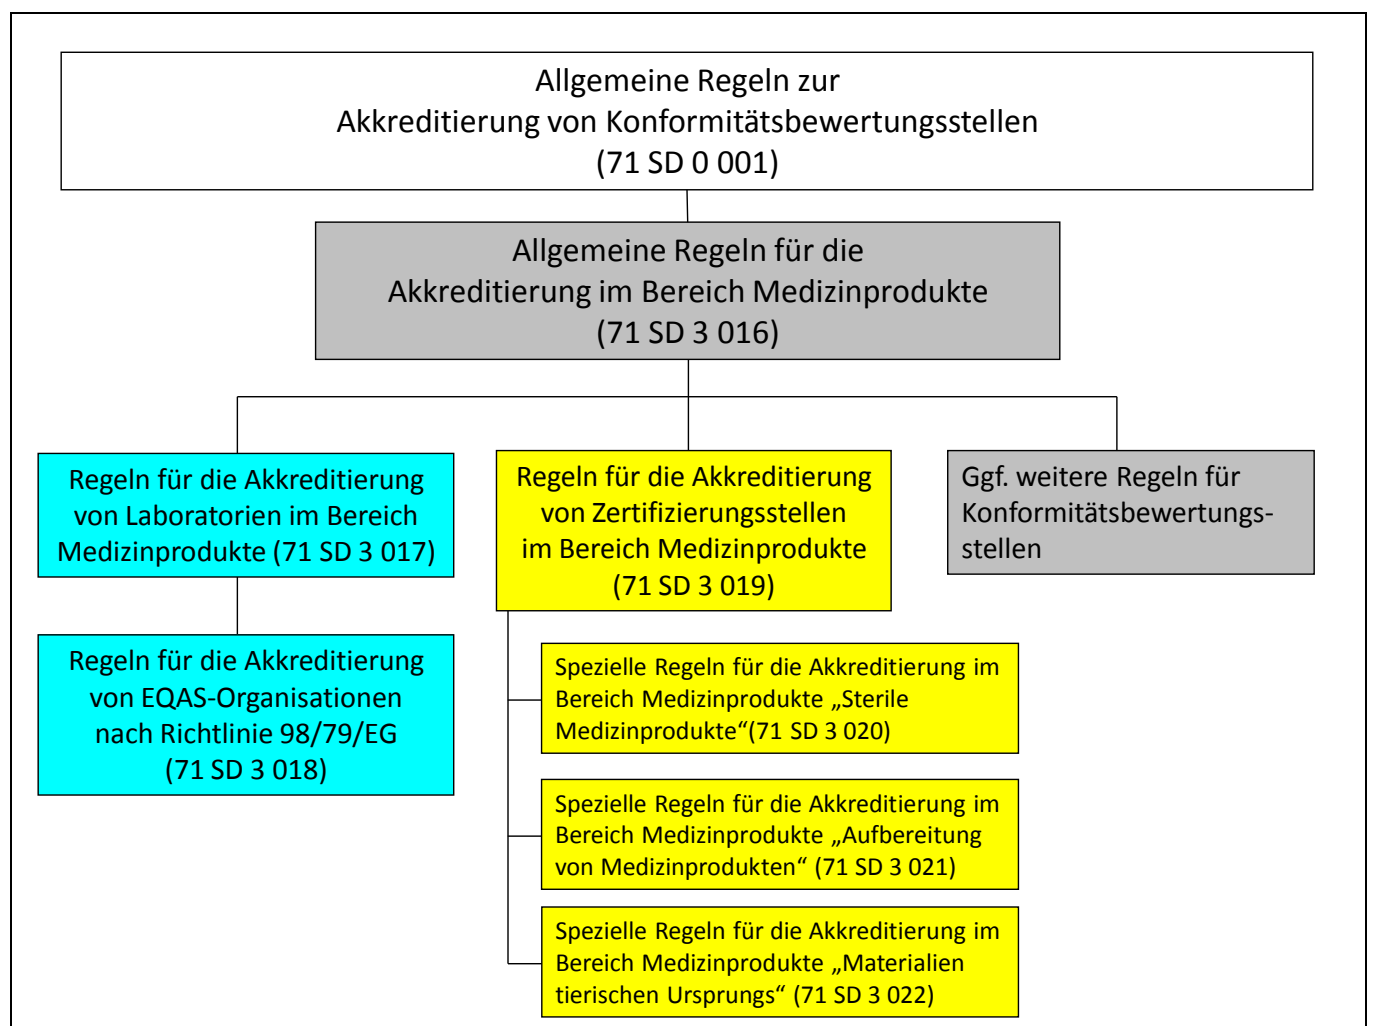 Allgemeine Regeln zur
Akkreditierung von Konformitätsbewertungsstellen
(71 SD 0 001)
Allgemeine Regeln für die
Akkreditierung im Bereich Medizinprodukte
(71 SD 3 016)
Regeln für die Akkreditierung
von Laboratorien im Bereich
Medizinprodukte (71 SD 3 017)
Regeln für die Akkreditierung
von EQAS-Organisationen
nach Richtlinie 98/79/EG
(71 SD 3 018)
Regeln für die Akkreditierung
von Zertifizierungsstellen
im Bereich Medizinprodukte
(71 SD 3 019)
Spezielle Regeln für die Akkreditierung im
Bereich Medizinprodukte „Sterile
Medizinprodukte“(71 SD 3 020)
Spezielle Regeln für die Akkreditierung im
Bereich Medizinprodukte „Aufbereitung
von Medizinprodukten“ (71 SD 3 021)
Spezielle Regeln für die Akkreditierung im
Bereich Medizinprodukte „Materialien
tierischen Ursprungs“ (71 SD 3 022)
Ggf. weitere Regeln für
Konformitätsbewertungs-
stellen